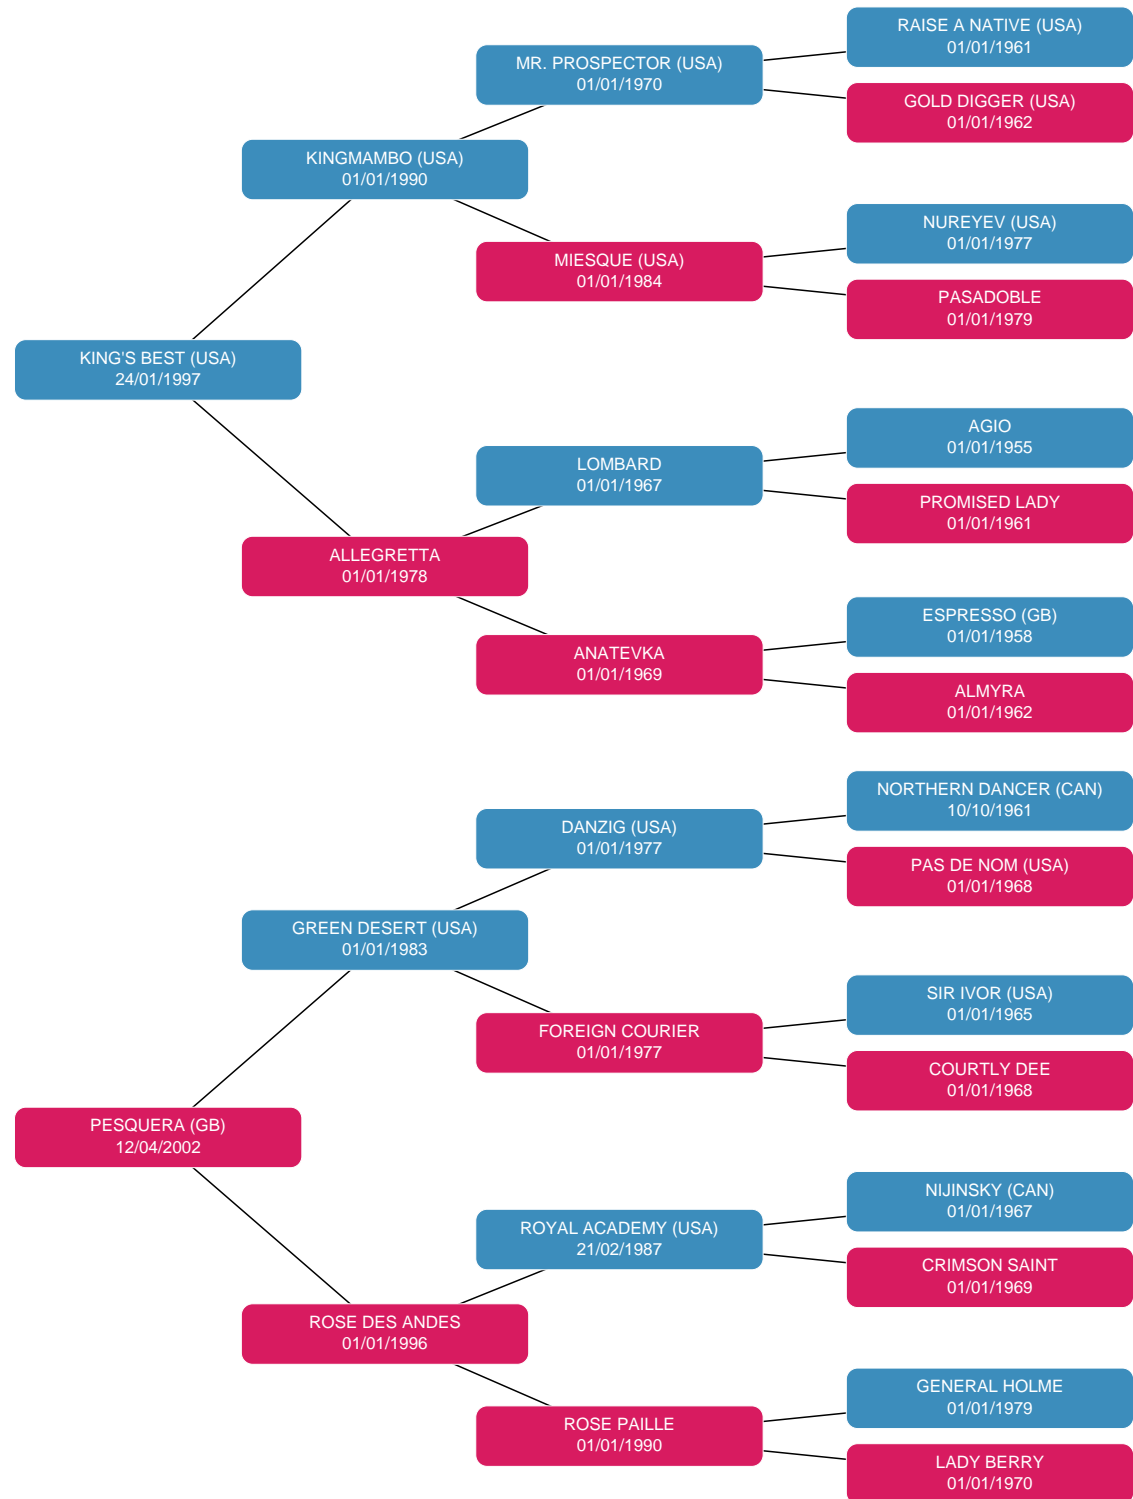 RAISE A NATIVE (USA)
01/01/1961
MR. PROSPECTOR (USA)
01/01/1970
GOLD DIGGER (USA)
01/01/1962
KINGMAMBO (USA)
01/01/1990
NUREYEV (USA)
01/01/1977
MIESQUE (USA)
01/01/1984
PASADOBLE
01/01/1979
KING'S BEST (USA)
24/01/1997
AGIO
01/01/1955
LOMBARD
01/01/1967
PROMISED LADY
01/01/1961
ALLEGRETTA
01/01/1978
ESPRESSO (GB)
01/01/1958
ANATEVKA
01/01/1969
ALMYRA
01/01/1962
NORTHERN DANCER (CAN)
10/10/1961
DANZIG (USA)
01/01/1977
PAS DE NOM (USA)
01/01/1968
GREEN DESERT (USA)
01/01/1983
SIR IVOR (USA)
01/01/1965
FOREIGN COURIER
01/01/1977
COURTLY DEE
01/01/1968
PESQUERA (GB)
12/04/2002
NIJINSKY (CAN)
01/01/1967
ROYAL ACADEMY (USA)
21/02/1987
CRIMSON SAINT
01/01/1969
ROSE DES ANDES
01/01/1996
GENERAL HOLME
01/01/1979
ROSE PAILLE
01/01/1990
LADY BERRY
01/01/1970